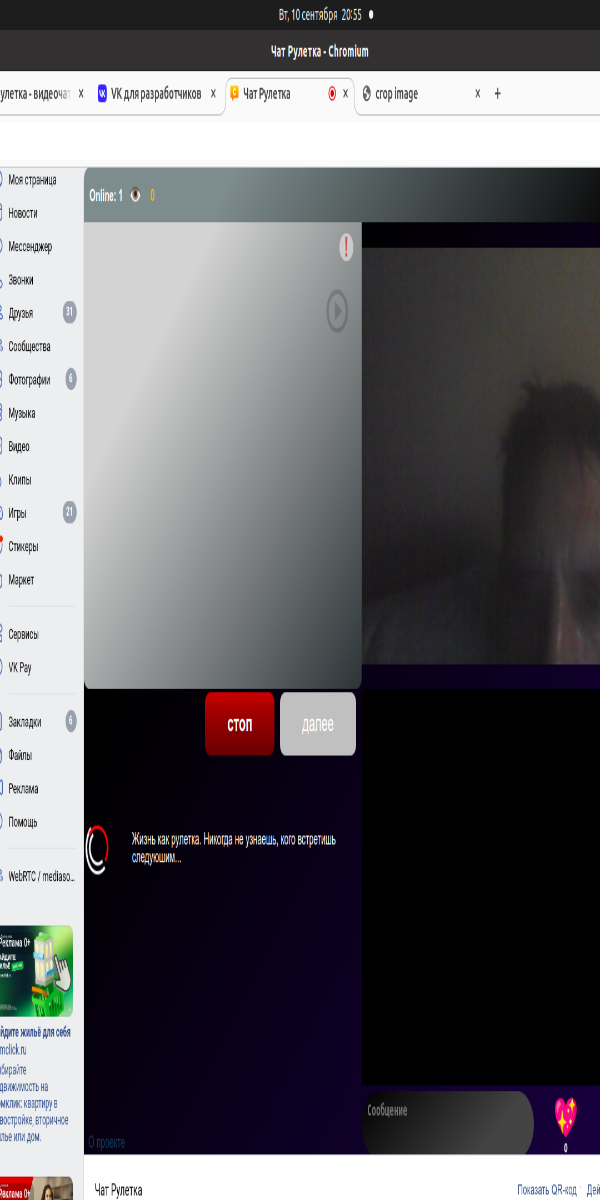 Вт, 10 сентября 20:55
Чат Рулетка - Chromium
улетка - видеочат
VK для разработчиков
Чат Рулетка
crop image
Моя страница
Новости
Мессенджер
Звонки
Друзья 31
Сообщества
Фотографии 6
Музыка
Видео
Клипы
Игры 21
Стикеры
Маркет
Сервисы
VK Pay
Закладки 6
Файлы
Реклама
Помощь
WebRTC / mediaso...
Реклама 0+
йдите жильё для себя
mclick.ru
бирайте
движимость на
мклик: квартиру в
востройке, вторичное
лье или дом.
Реклама 0+
Online: 1 0
!
стоп
далее
Жизнь как рулетка. Никогда не узнаешь, кого встретишь
следующим...
О проекте
Сообщение
0
Чат Рулетка
Показать QR-код
Дей